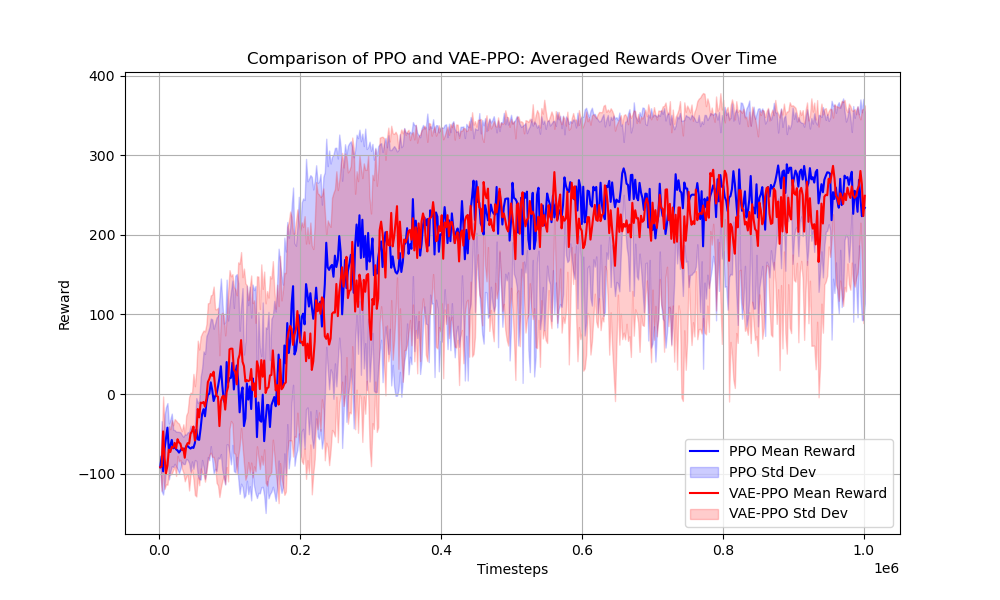 Comparison of PPO and VAE-PPO: Averaged Rewards Over Time
400
300
200
100
0
−100
Reward
0.0
0.2
0.4
0.6
0.8
1.0
1e6
Timesteps
PPO Mean Reward
PPO Std Dev
VAE-PPO Mean Reward
VAE-PPO Std Dev